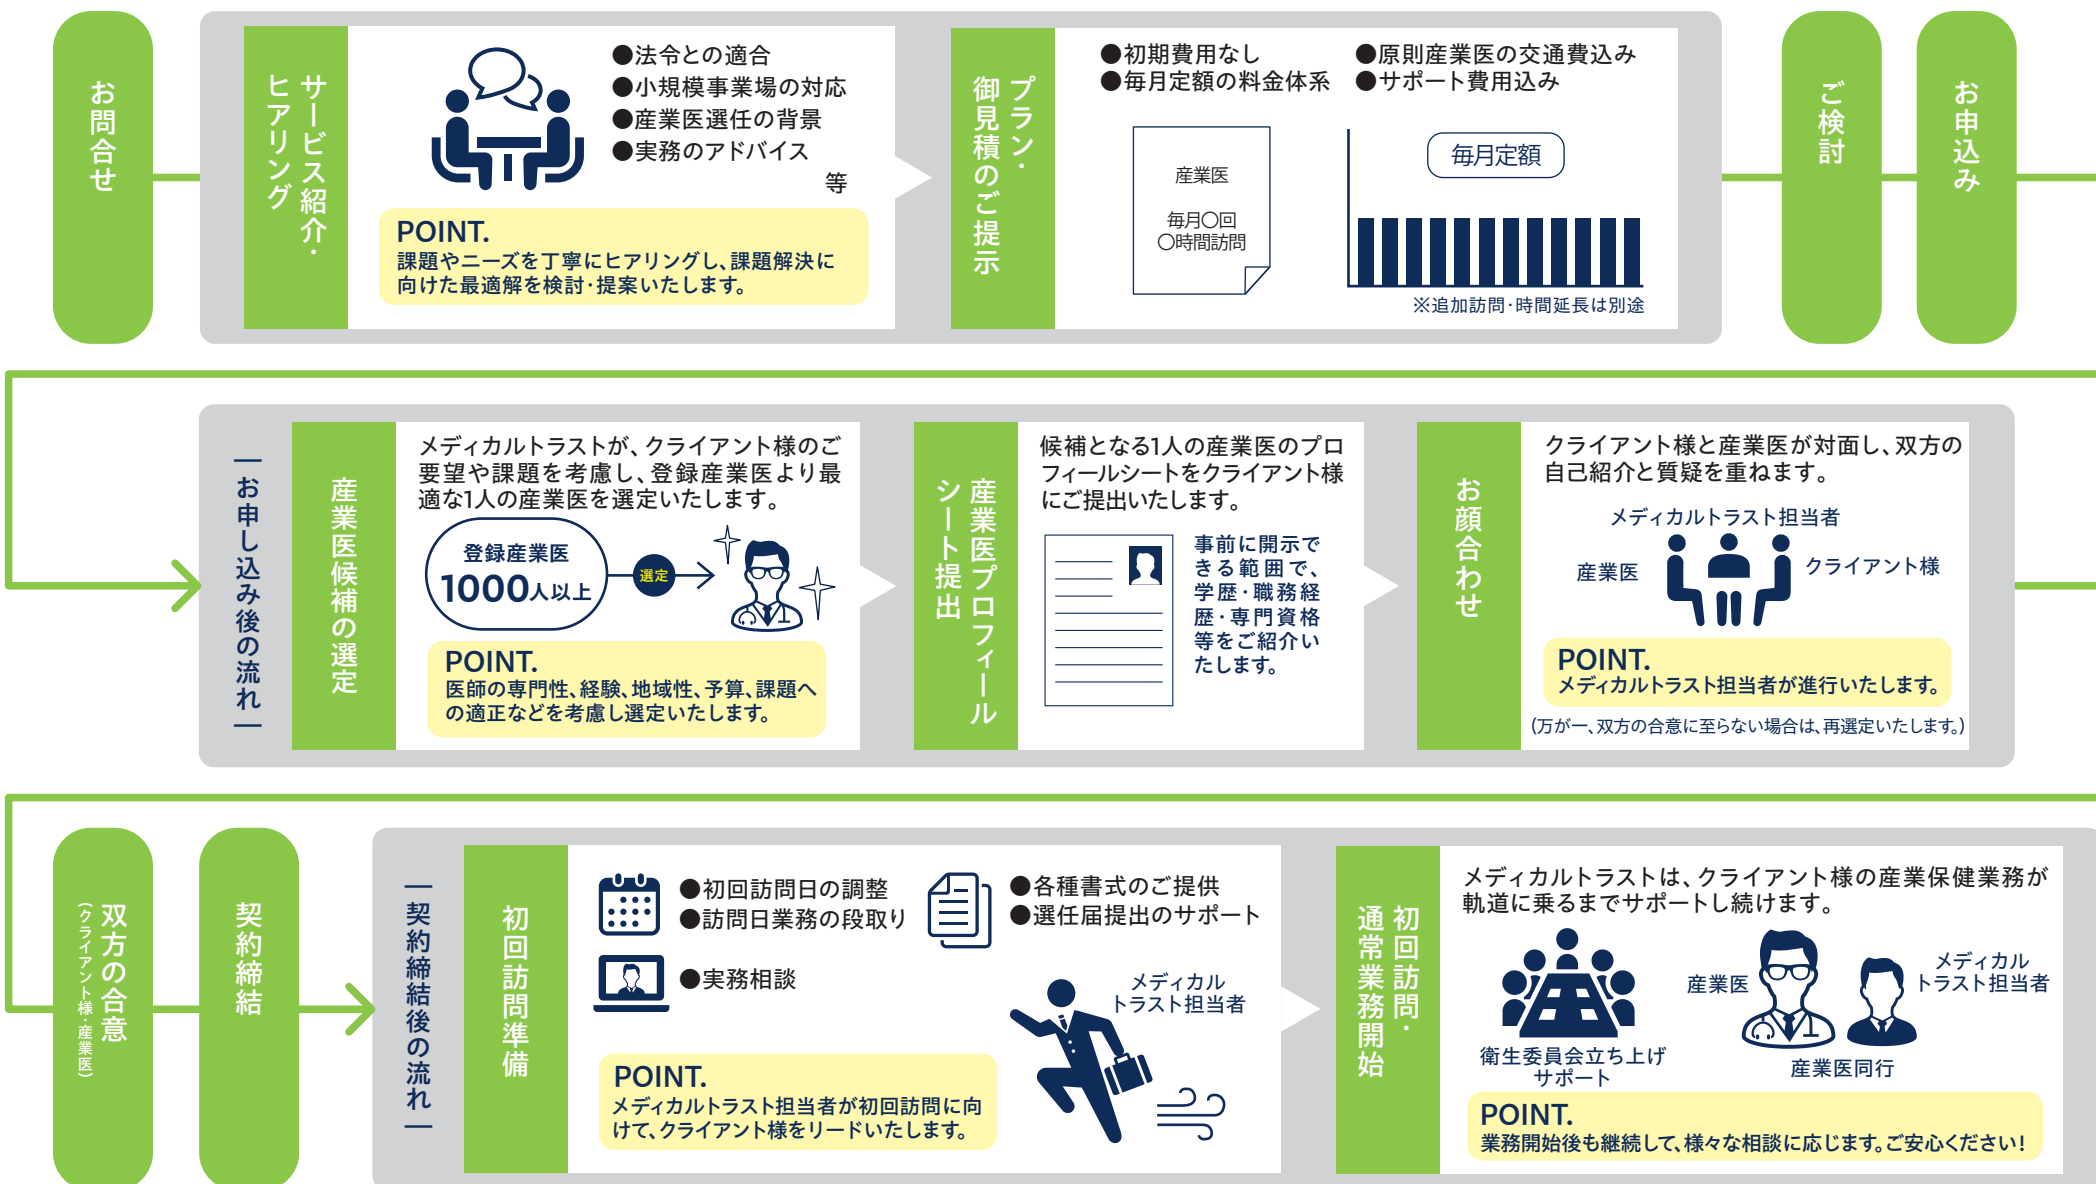 お問合せ
サービス紹介・
ヒアリング
●法令との適合
●小規模事業場の対応
●産業医選任の背景
●実務のアドバイス
等
POINT.
課題やニーズを丁寧にヒアリングし、課題解決に
向けた最適解を検討・提案いたします。
プラン・
御見積のご提示
●初期費用なし
●毎月定額の料金体系
●原則産業医の交通費込み
●サポート費用込み
産業医
毎月〇回
〇時間訪問
毎月定額
※追加訪問・時間延長は別途
ご検討
お申込み
お申し込み後の流れ
産業医候補の選定
メディカルトラストが、クライアント様のご
要望や課題を考慮し、登録産業医より最
適な1人の産業医を選定いたします。
登録産業医
1000人以上
選定
POINT.
医師の専門性、経験、地域性、予算、課題へ
の適正などを考慮し選定いたします。
産業医プロフィール
シート提出
候補となる1人の産業医のプロ
フィールシートをクライアント様
にご提出いたします。
事前に開示で
きる範囲で、
学歴・職務経
歴・専門資格
等をご紹介い
たします。
お顔合わせ
クライアント様と産業医が対面し、双方の
自己紹介と質疑を重ねます。
メディカルトラスト担当者
産業医
クライアント様
POINT.
メディカルトラスト担当者が進行いたします。
(万が一、双方の合意に至らない場合は、再選定いたします。)
双方の合意
(クライアント様・産業医)
契約締結
契約締結後の流れ
初回訪問準備
●初回訪問日の調整
●訪問日業務の段取り
●各種書式のご提供
●選任届提出のサポート
●実務相談
メディカル
トラスト担当者
POINT.
メディカルトラスト担当者が初回訪問に向
けて、クライアント様をリードいたします。
初回訪問・
通常業務開始
メディカルトラストは、クライアント様の産業保健業務が
軌道に乗るまでサポートし続けます。
衛生委員会立ち上げ
サポート
産業医
メディカル
トラスト担当者
産業医同行
POINT.
業務開始後も継続して、様々な相談に応じます。ご安心ください！